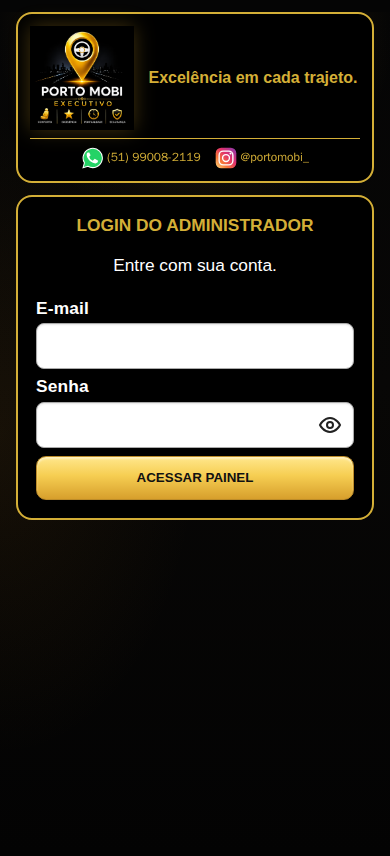 PORTO MOBI
EXECUTIVO
Excelência em cada trajeto.
(51) 99008-2119 @portomobi_
LOGIN DO ADMINISTRADOR
Entre com sua conta.
E-mail
Senha
ACESSAR PAINEL